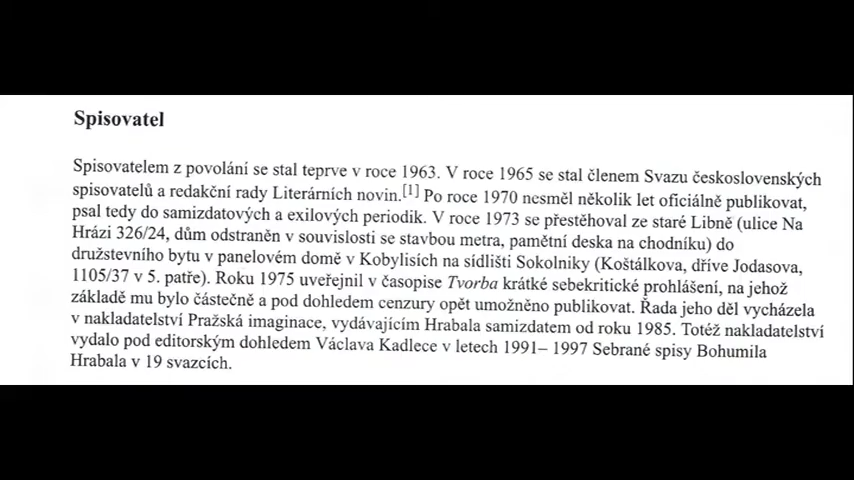 Spisovatel
Spisovatelem z povolání se stal teprve v roce 1963. V roce 1965 se stal členem Svazu československých
spisovatelů a redakční rady Literárních novin.[1] Po roce 1970 nesměl několik let oficiálně publikovat,
psal tedy do samizdatových a exilových periodik. V roce 1973 se přestěhoval ze staré Libně (ulice Na
Hrázi 326/24, dům odstraněn v souvislosti se stavbou metra, pamětní deska na chodníku) do
družstevního bytu v panelovém domě v Kobylisích na sídlišti Sokolniky (Koštálkova, dříve Jodasova,
1105/37 v 5. patře). Roku 1975 uveřejnil v časopise Tvorba krátké sebekritické prohlášení, na jehož
základě mu bylo částečně a pod dohledem cenzury opět umožněno publikovat. Řada jeho děl vycházela
v nakladatelství Pražská imaginace, vydávajícím Hrabala samizdatem od roku 1985. Totéž nakladatelství
vydalo pod editorským dohledem Václava Kadlece v letech 1991– 1997 Sebrané spisy Bohumila
Hrabala v 19 svazcích.